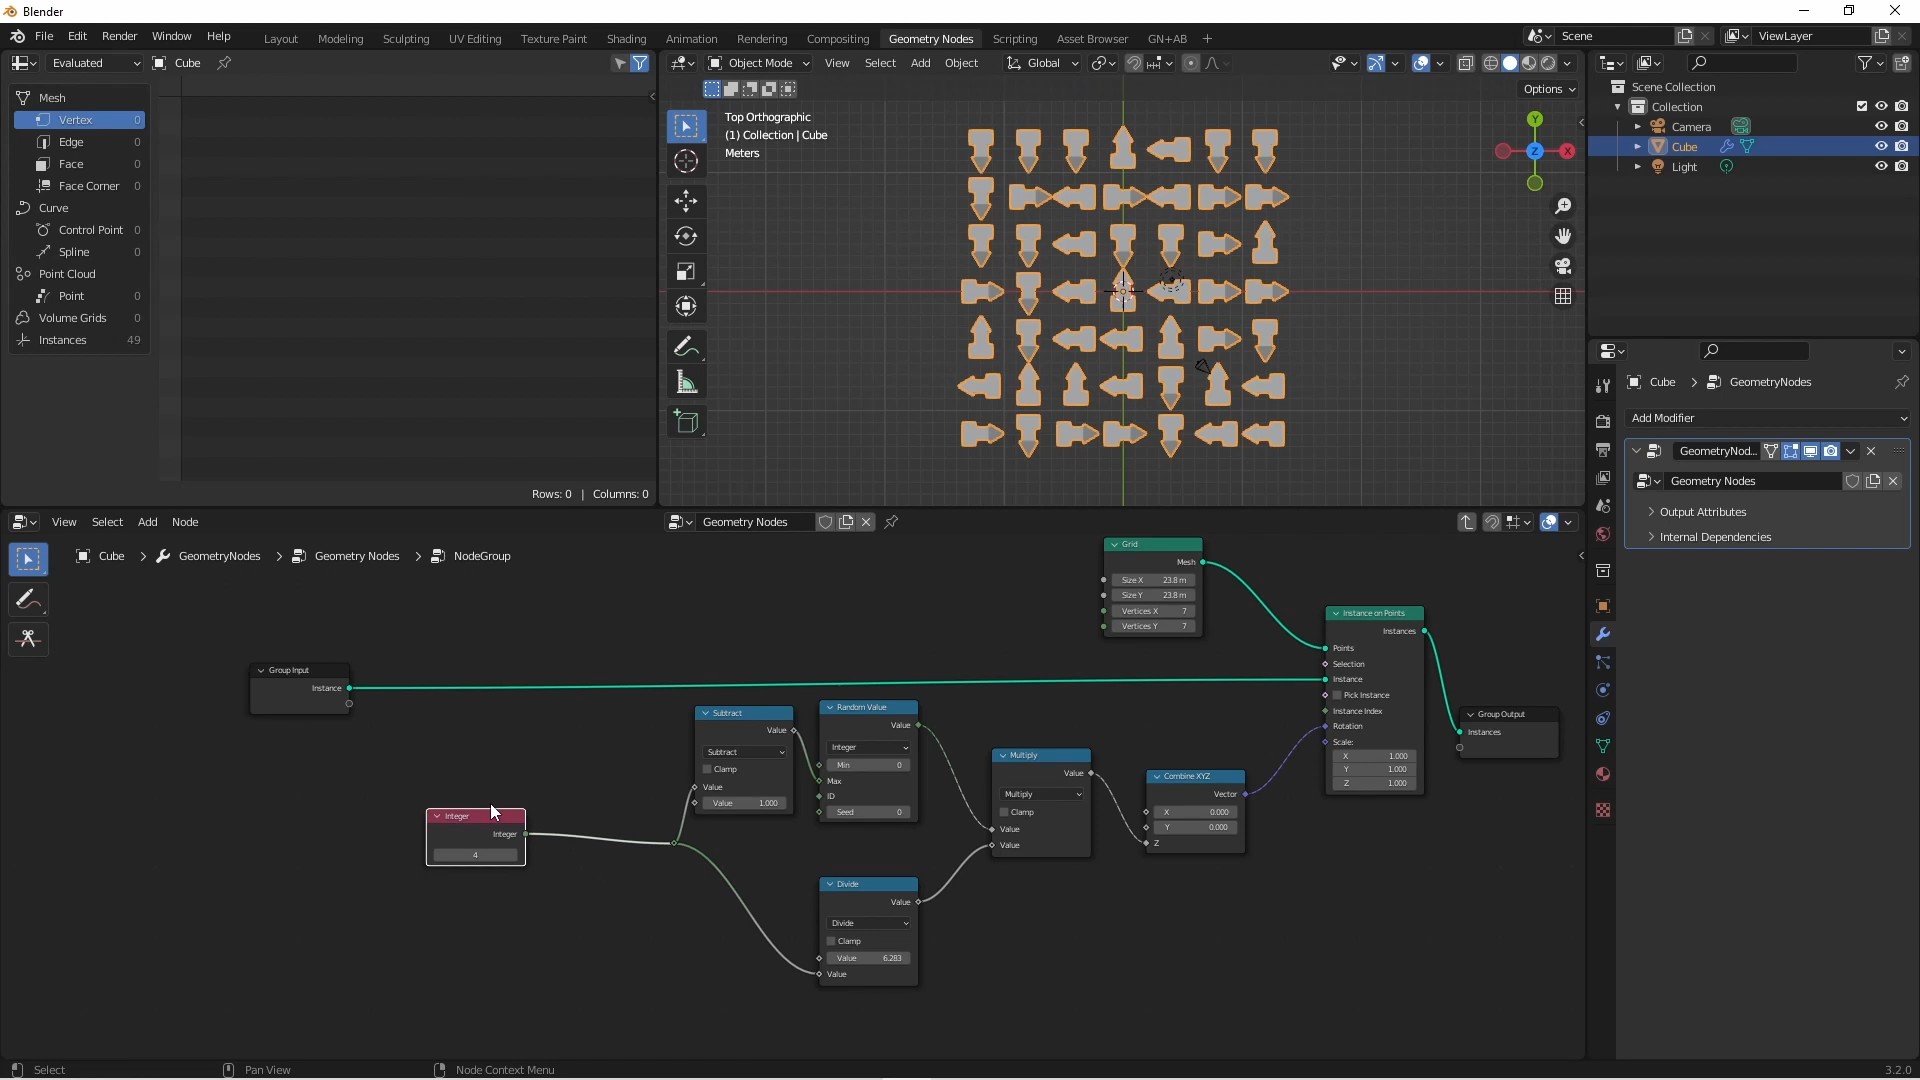 Blender
File Edit Render Window Help
Layout Modeling Sculpting UV Editing Texture Paint Shading Animation Rendering Compositing Geometry Nodes Scripting Asset Browser GN+AB +
Scene
ViewLayer
Evaluated
Cube
Object Mode View Select Add Object
Global
Options
Mesh
Vertex 0
Edge 0
Face 0
Face Corner 0
Curve
Control Point 0
Spline 0
Point Cloud
Point 0
Volume Grids 0
Instances 49
Rows: 0 | Columns: 0
Top Orthographic
(1) Collection | Cube
Meters
Y
Z
X
Scene Collection
Collection
Camera
Cube
Light
Cube > GeometryNodes
Add Modifier
GeometryNod...
Geometry Nodes
Output Attributes
Internal Dependencies
View Select Add Node
Geometry Nodes
Cube > GeometryNodes > Geometry Nodes > NodeGroup
Group Input
Instance
Integer
Integer
4
Subtract
Value
Subtract
Clamp
Value
Value 1.000
Random Value
Value
Integer
Min 0
Max
ID
Seed 0
Divide
Value
Divide
Clamp
Value 6.283
Value
Multiply
Value
Multiply
Clamp
Value
Value
Combine XYZ
Vector
X 0.000
Y 0.000
Z
Grid
Mesh
Size X 23.8 m
Size Y 23.8 m
Vertices X 7
Vertices Y 7
Instance on Points
Instances
Points
Selection
Instance
Pick Instance
Instance Index
Rotation
Scale:
X 1.000
Y 1.000
Z 1.000
Group Output
Instances
Select
Pan View
Node Context Menu
3.2.0